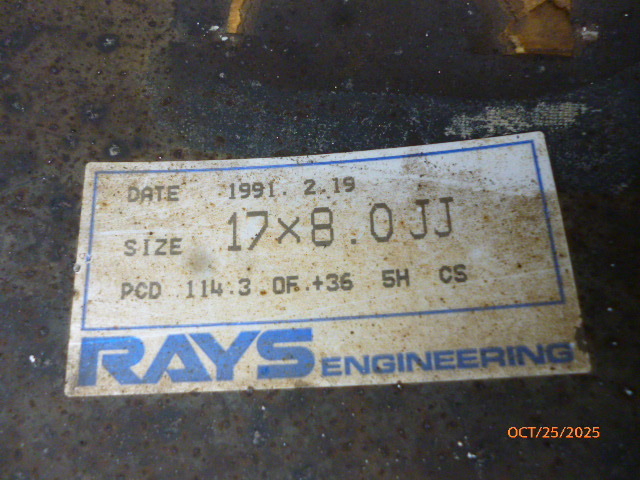 DATE 1991. 2.19
SIZE 17×8.0JJ
PCD 114.3 OF.+36 5H CS
RAYS ENGINEERING
OCT/25/2025